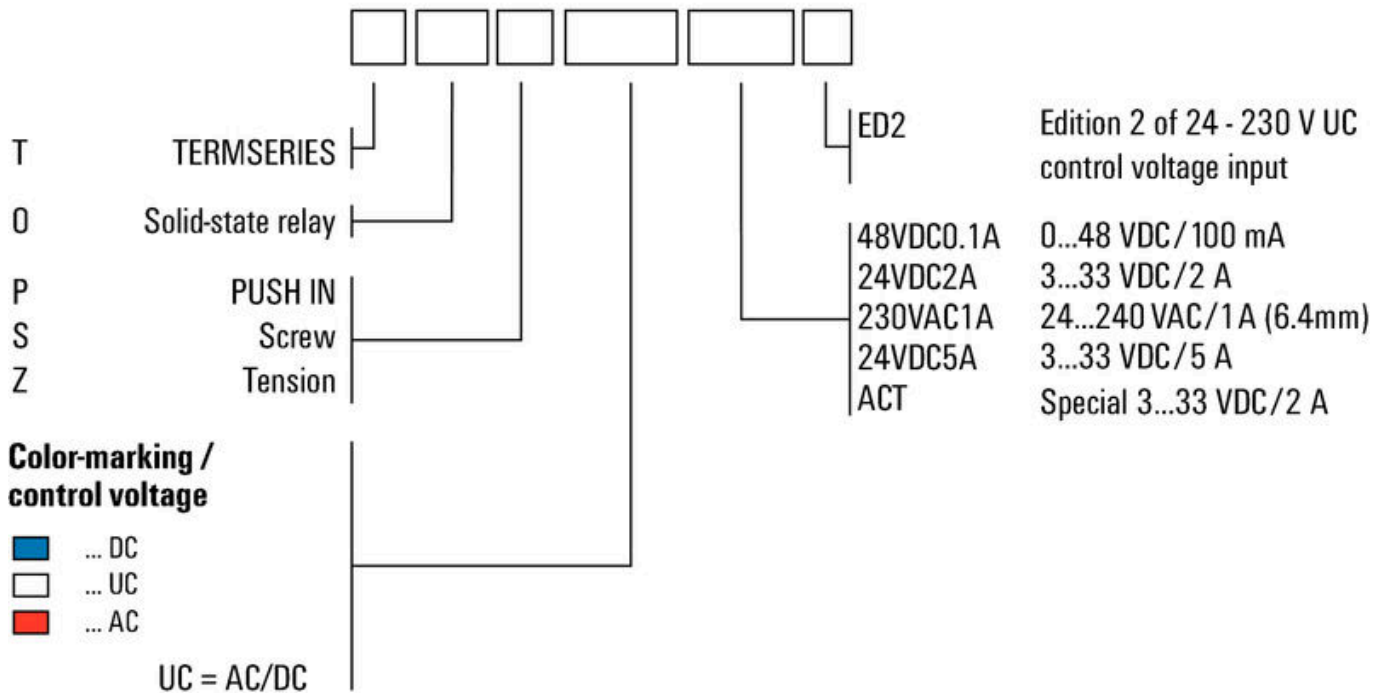 T TERMSERIES
O Solid-state relay
P PUSH IN
S Screw
Z Tension
Color-marking /
control voltage
... DC
... UC
... AC
UC = AC/DC
ED2 Edition 2 of 24 - 230 V UC
control voltage input
48VDC0.1A 0...48 VDC/100 mA
24VDC2A 3...33 VDC/2 A
230VAC1A 24...240 VAC/1A (6.4mm)
24VDC5A 3...33 VDC/5 A
ACT Special 3...33 VDC/2 A